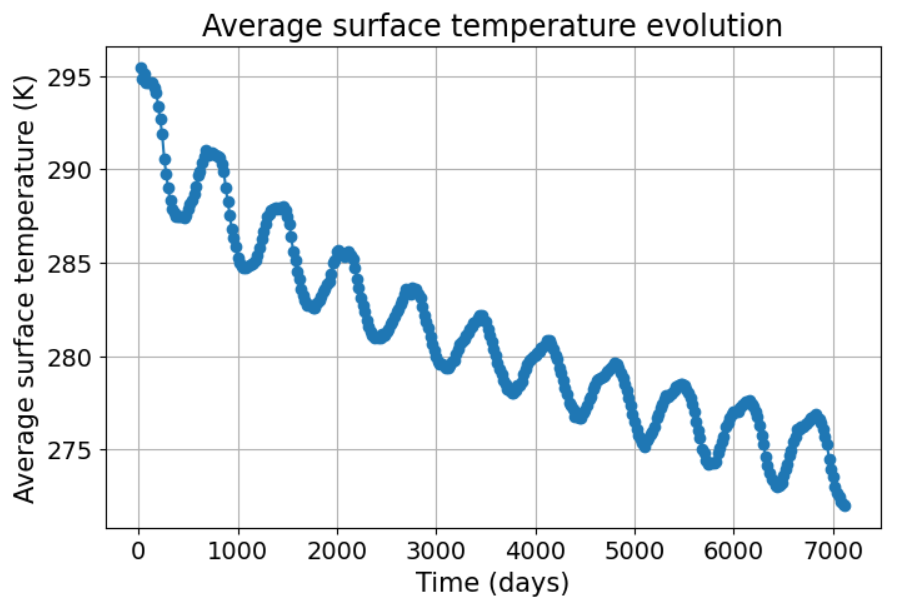 Average surface temperature evolution
Average surface temperature (K)
295
290
285
280
275
0 1000 2000 3000 4000 5000 6000 7000
Time (days)